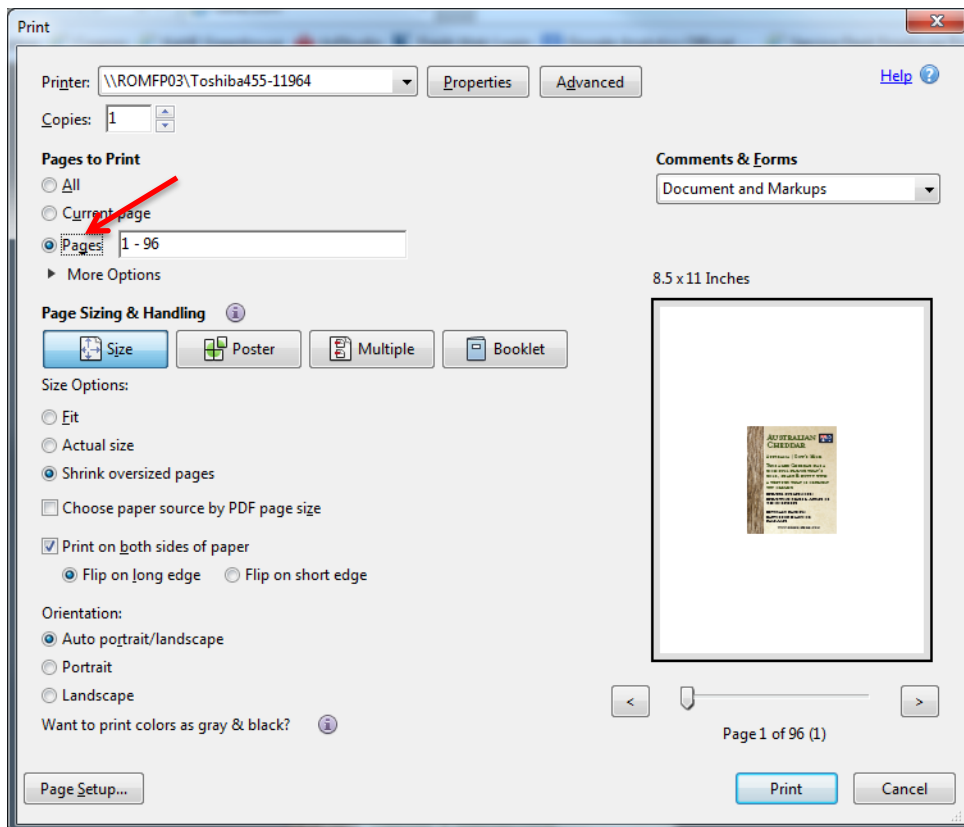 Print
Printer: \\ROMFP03\Toshiba455-11964 Properties Advanced Help
Copies: 1
Pages to Print
All
Current page
Pages 1 - 96
More Options
Comments & Forms
Document and Markups
8.5 x 11 Inches
Page Sizing & Handling
Size Poster Multiple Booklet
Size Options:
Fit
Actual size
Shrink oversized pages
Choose paper source by PDF page size
Print on both sides of paper
Flip on long edge Flip on short edge
Orientation:
Auto portrait/landscape
Portrait
Landscape
Want to print colors as gray & black?
AUSTRALIAN
CHEDDAR
< >
Page 1 of 96 (1)
Page Setup... Print Cancel